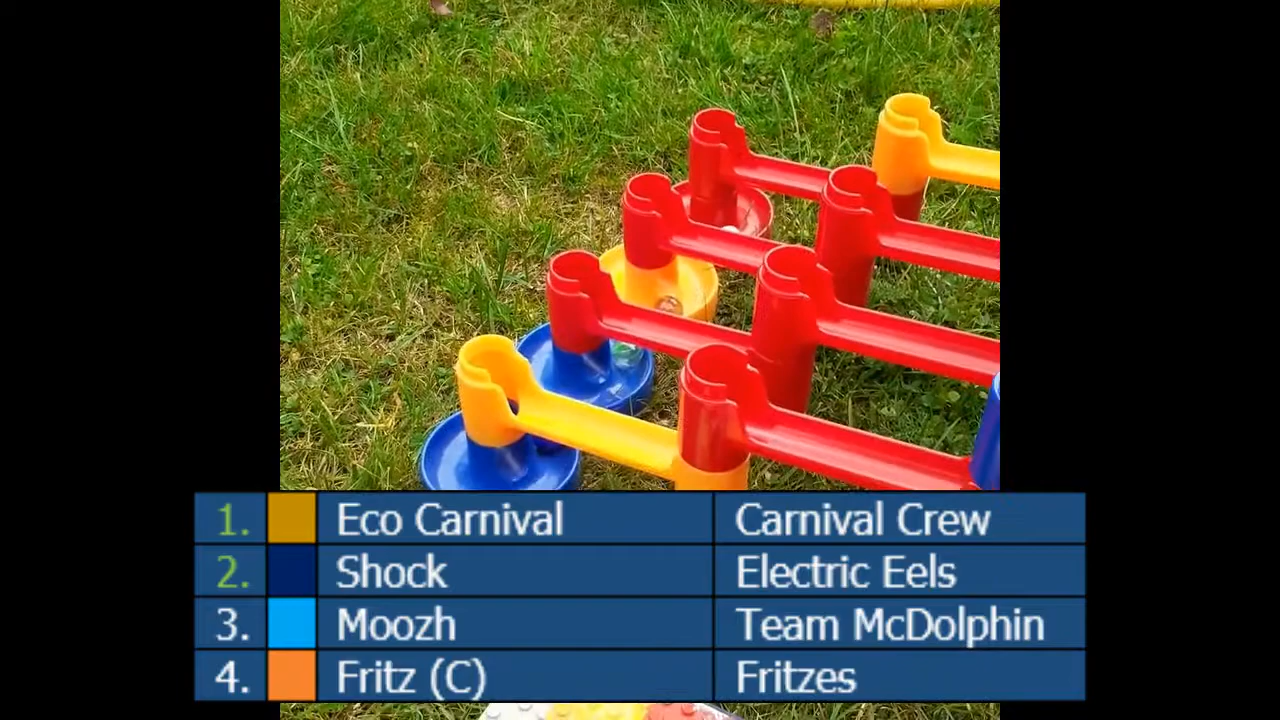 1. Eco Carnival Carnival Crew
2. Shock Electric Eels
3. Moozh Team McDolphin
4. Fritz (C) Fritzes